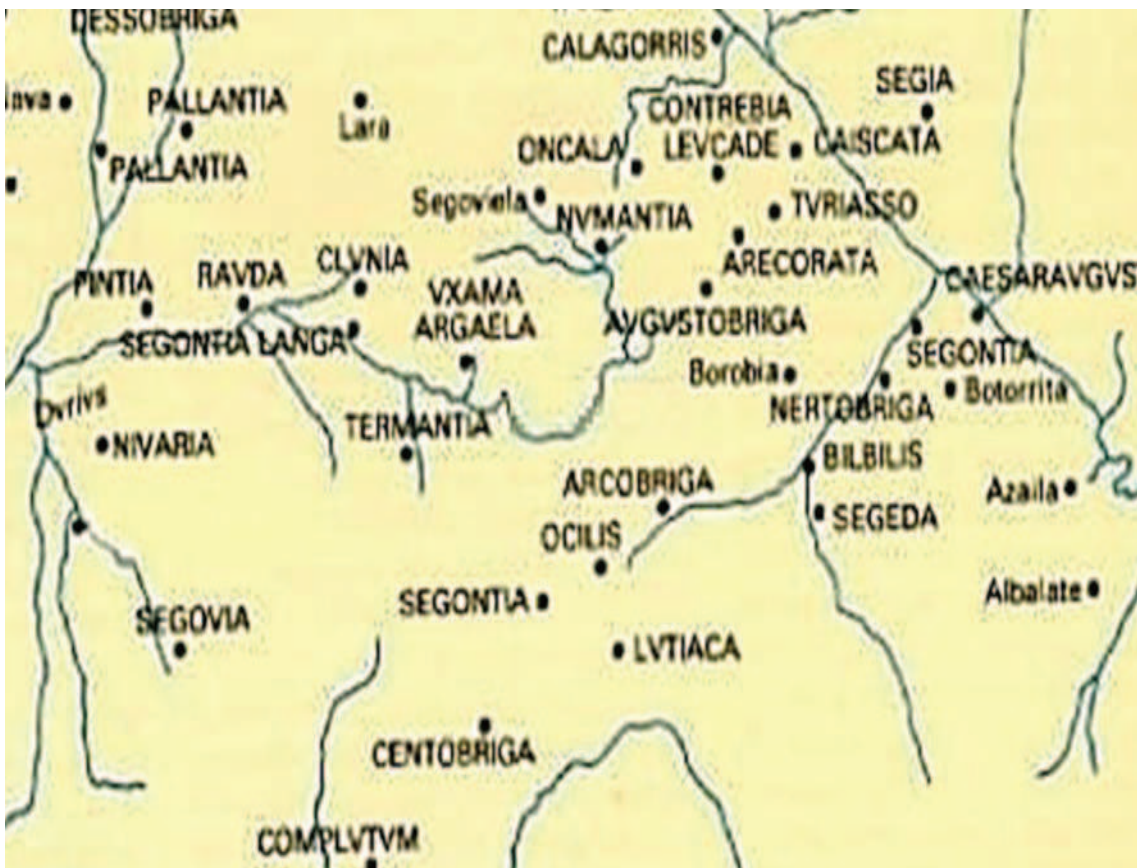 DESSOBRIGA
CALAGORRIS
SEGIA
PALLANTIA
Lara
CONTREBIA
LEVCADE
CAISCATA
ONCALA
PALLANTIA
Segoviela
NVMANTIA
TVRIASSO
ARECORATA
CLVNIA
RAVDA
PINTIA
VXAMA
ARGAELA
CAESARAVGVS
AVGVSTOBRIGA
SEGONTIA LANGA
SEGONTIA
Borobia
Botorrita
NERTOBRIGA
Dvrivs
TERMANTIA
NIVARIA
BILBILIS
ARCOBRIGA
Azaila
SEGEDA
OCILIS
SEGONTIA
Albalate
SEGOVIA
LVTIACA
CENTOBRIGA
COMPLVTVM